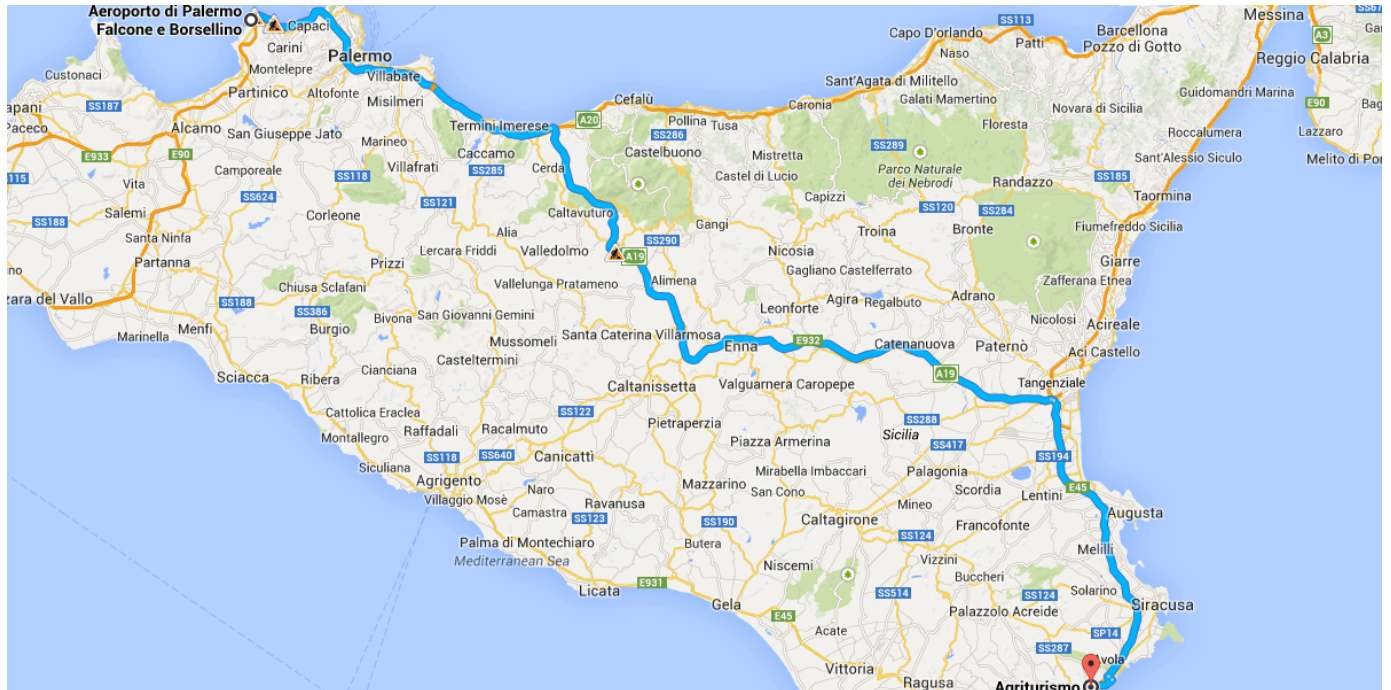 Aeroporto di Palermo
Falcone e Borsellino
Capaci
Carini
Palermo
Montelepre
Villabate
Custonaci
Partinico
Altofonte
Misilmeri
SS187
Alcamo
San Giuseppe Jato
Marineo
Termini Imerese
A20
Cefalù
Pollina
Tusa
Caronia
Sant'Agata di Militello
Capo D'orlando
Naso
Patti
SS113
Barcellona
Pozzo di Gotto
Messina
A3
Reggio Calabria
Galati Mamertino
Novara di Sicilia
Guidomandri Marina
E90
Lazzaro
Paceco
E933
E90
Vita
Camporeale
SS118
Villafrati
Caccamo
SS285
Cerda
SS286
Castelbuono
Mistretta
Castel di Lucio
SS289
Parco Naturale
dei Nebrodi
Floresta
Roccalumera
Sant'Alessio Siculo
SS185
Randazzo
Taormina
SS188
Salemi
SS624
Corleone
SS121
Caltavuturo
Gangi
Capizzi
SS120
SS284
Santa Ninfa
Alia
Lercara Friddi
Valledolmo
SS290
A19
Nicosia
Troina
Bronte
Fiumefreddo Sicilia
Giarre
Partanna
Prizzi
Gagliano Castelferrato
Zafferana Etnea
SS188
Chiusa Sclafani
Vallelunga Pratameno
Alimena
Leonforte
Agira
Regalbuto
Adrano
Nicolosi
Acireale
SS386
Marinella
Menfi
Burgio
Bivona
San Giovanni Gemini
Mussomeli
Santa Caterina Villarmosa
Enna
E932
Catenanuova
Paternò
Aci Castello
Sciacca
Ribera
Cianciana
Casteltermini
Caltanissetta
Valguarnera Caropepe
A19
Tangenziale
Cattolica Eraclea
Raffadali
Racalmuto
SS122
Pietraperzia
Piazza Armerina
Sicilia
SS288
SS417
Montallegro
SS118
SS640
Canicattì
SS194
Siculiana
Agrigento
Villaggio Mosè
Naro
Camastra
Ravanusa
SS123
Mazzarino
Mirabella Imbaccari
San Cono
Palagonia
Mineo
Scordia
Lentini
E45
Augusta
Palma di Montechiaro
SS190
Butera
Caltagirone
SS124
Francofonte
Vizzini
Melilli
Mediterranean Sea
Niscemi
Buccheri
Licata
E931
Gela
E45
SS514
SS124
Solarino
Siracusa
Palazzolo Acreide
Acate
SP14
SS287
Avola
Vittoria
Ragusa
Agriturismo